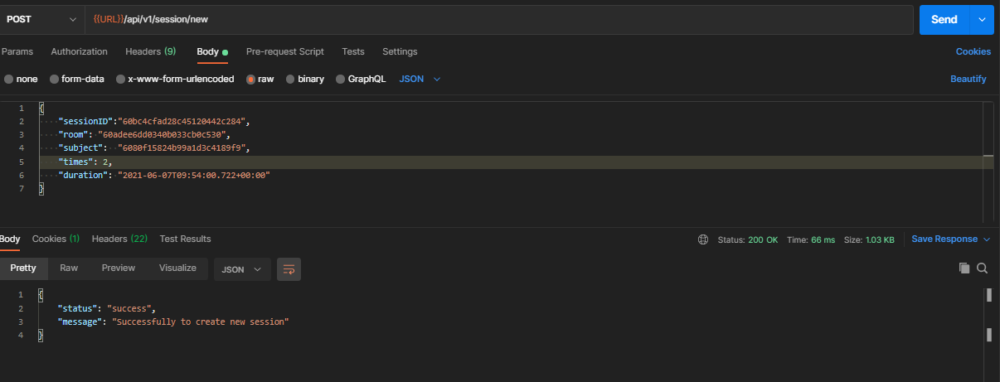 POST {{URL}}/api/v1/session/new Send
Params Authorization Headers (9) Body Pre-request Script Tests Settings Cookies
none form-data x-www-form-urlencoded raw binary GraphQL JSON Beautify
1 {
2 "sessionID":"60bc4cfad28c45120442c284",
3 "room": "60adee6dd0340b033cb0c530",
4 "subject": "6080f15824b99a1d3c4189f9",
5 "times": 2,
6 "duration": "2021-06-07T09:54:00.722+00:00"
7 }
Body Cookies (1) Headers (22) Test Results Status: 200 OK Time: 66 ms Size: 1.03 KB Save Response
Pretty Raw Preview Visualize JSON
1 {
2 "status": "success",
3 "message": "Successfully to create new session"
4 }